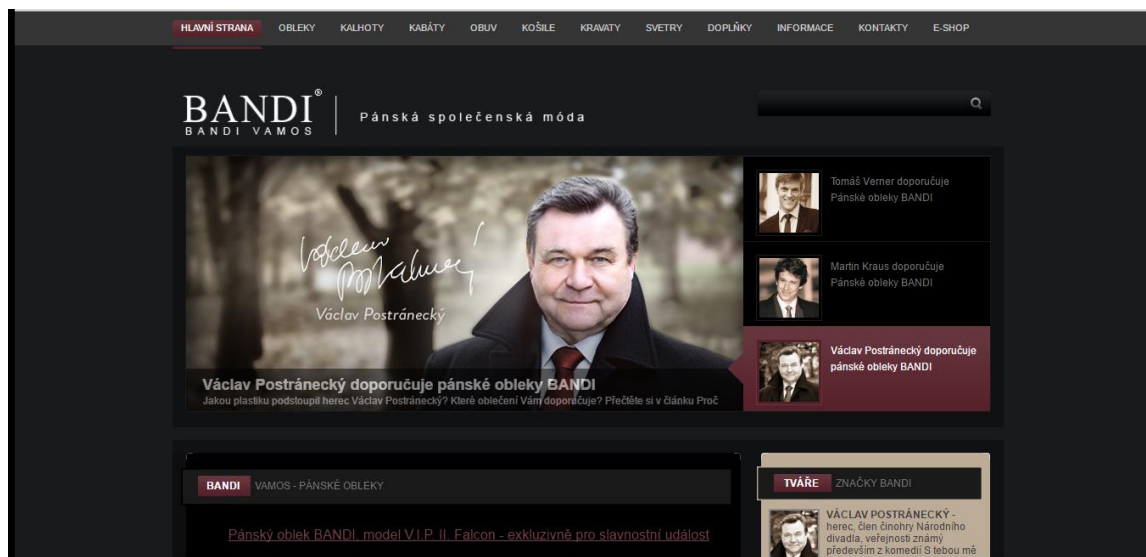 HLAVNÍ STRANA OBLEKY KALHOTY KABÁTY OBUV KOŠILE KRAVATY SVETRY DOPLŇKY INFORMACE KONTAKTY E-SHOP
BANDI®
BANDI VAMOS
Pánská společenská móda
Václav Postránecký
Václav Postránecký doporučuje pánské obleky BANDI
Jakou plastiku podstoupil herec Václav Postránecký? Které oblečení Vám doporučuje? Přečtěte si v článku Proč
Tomáš Verner doporučuje
Pánské obleky BANDI
Martin Kraus doporučuje
Pánské obleky BANDI
Václav Postránecký doporučuje
pánské obleky BANDI
BANDI VAMOS - PÁNSKÉ OBLEKY
Pánský oblek BANDI, model V.I.P. II. Falcon - exkluzivně pro slavnostní událost
TVÁŘE ZNAČKY BANDI
VÁCLAV POSTRÁNECKÝ -
herec, člen činohry Národního
divadla, veřejnosti známý
především z komedií S tebou mě